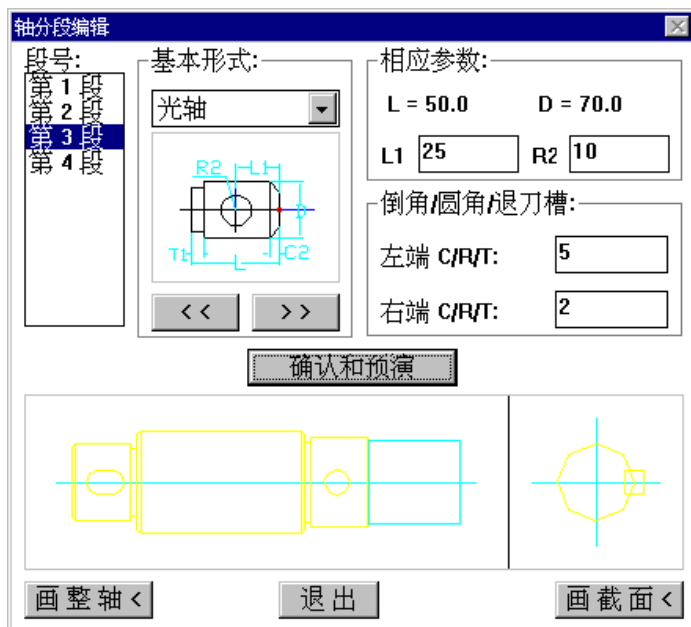 轴分段编辑
段号:
第 1 段
第 2 段
第 3 段
第 4 段
基本形式:
光轴
R2
L1
D
T1
L
C2
<<
>>
相应参数:
L = 50.0
D = 70.0
L1 25
R2 10
倒角/圆角/退刀槽:
左端 C/R/T: 5
右端 C/R/T: 2
确认和预演
画 整 轴 <
退 出
画 截 面 <